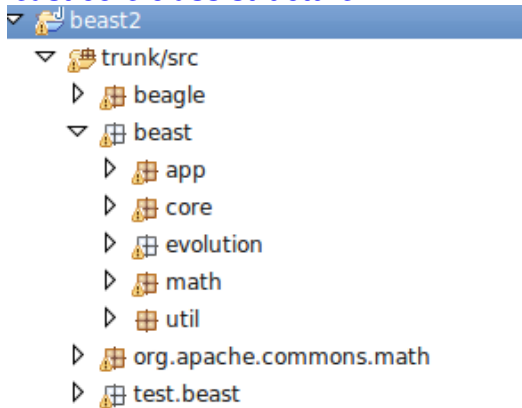 beast2
trunk/src
beagle
beast
app
core
evolution
math
util
org.apache.commons.math
test.beast